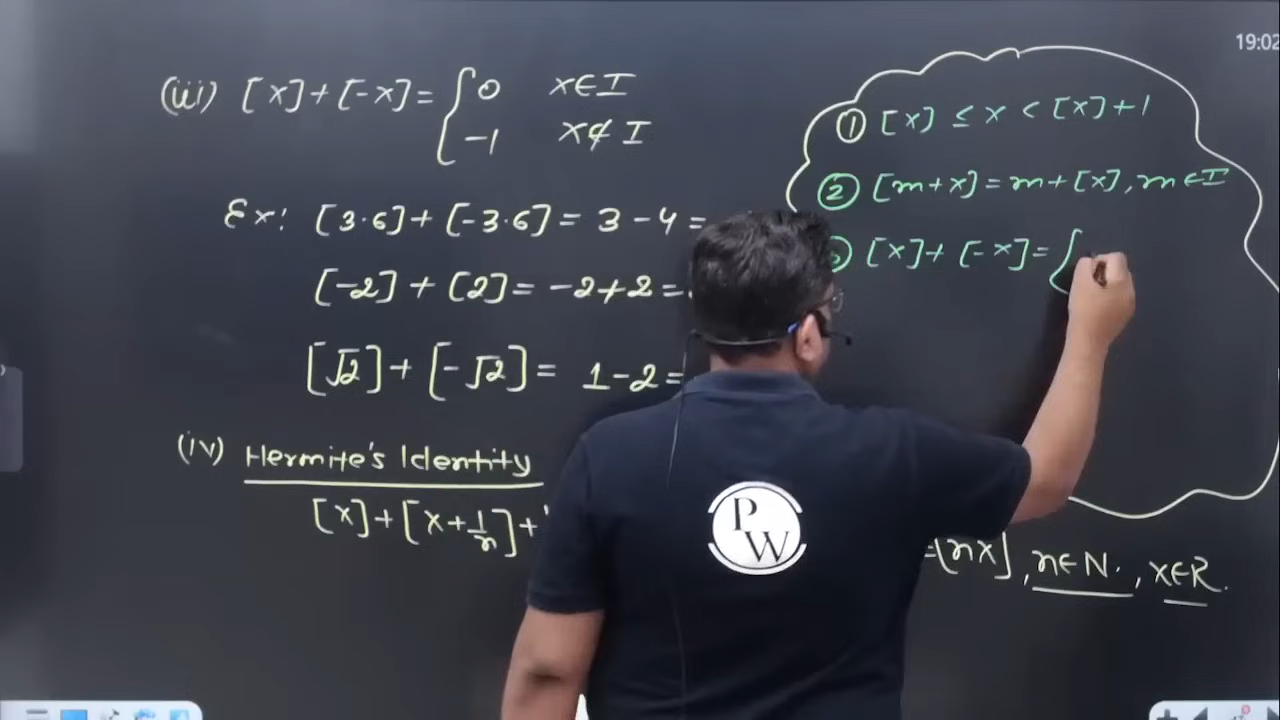 19:02
(iii) [x]+[-x]= { 0 x∈I
-1 x∉I
Ex: [3.6]+[-3.6]= 3-4=
[-2]+[2]= -2+2=
[√2]+[-√2]= 1-2=
(iv) Hermite's Identity
[x]+[x+1/n]+
=[nx], n∈N., x∈R.
① [x] ≤ x < [x]+1
② [m+x]=m+[x], m∈I
[x]+[-x]= {
PW